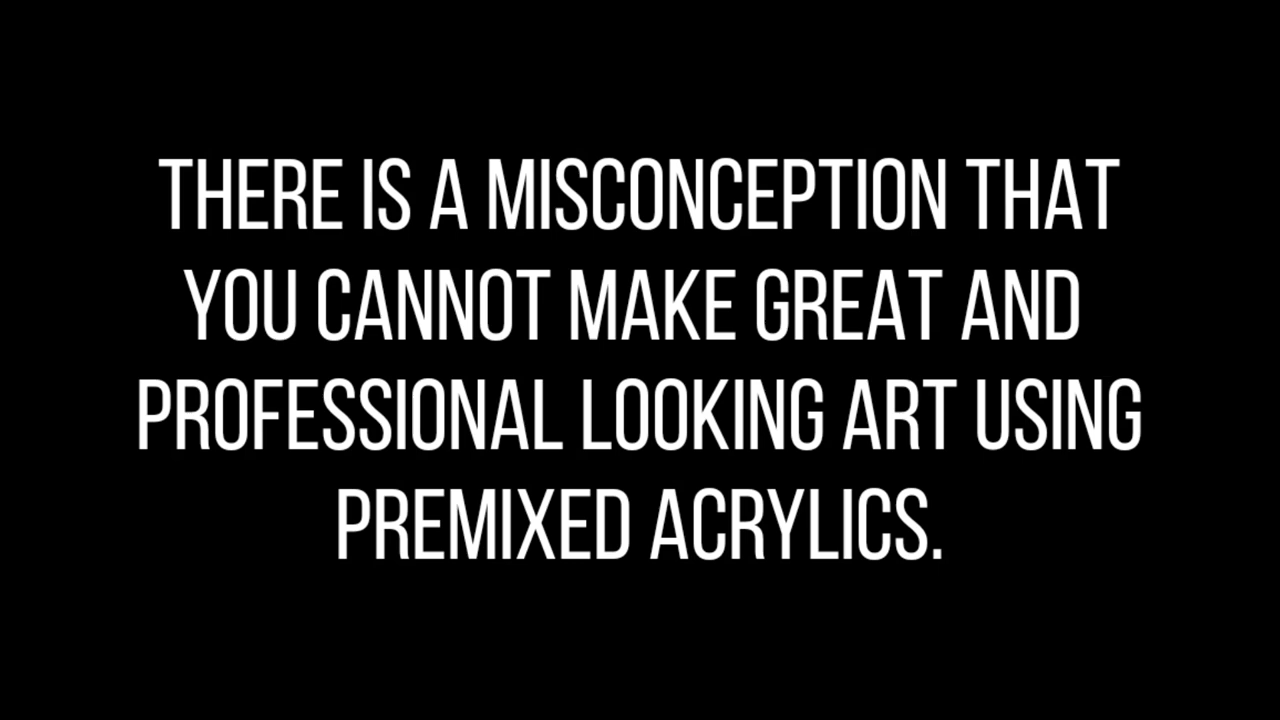 THERE IS A MISCONCEPTION THAT
YOU CANNOT MAKE GREAT AND
PROFESSIONAL LOOKING ART USING
PREMIXED ACRYLICS.